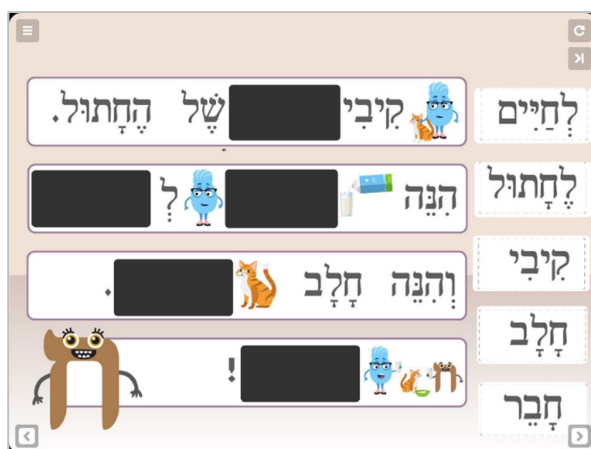 קִיבִי שֶׁל הֶחָתוּל.
הִנֵּה לְ
וְהִנֵּה חָלָב .
!
לְחַיִּים
לֶחָתוּל
קִיבִי
חָלָב
חָבֵר